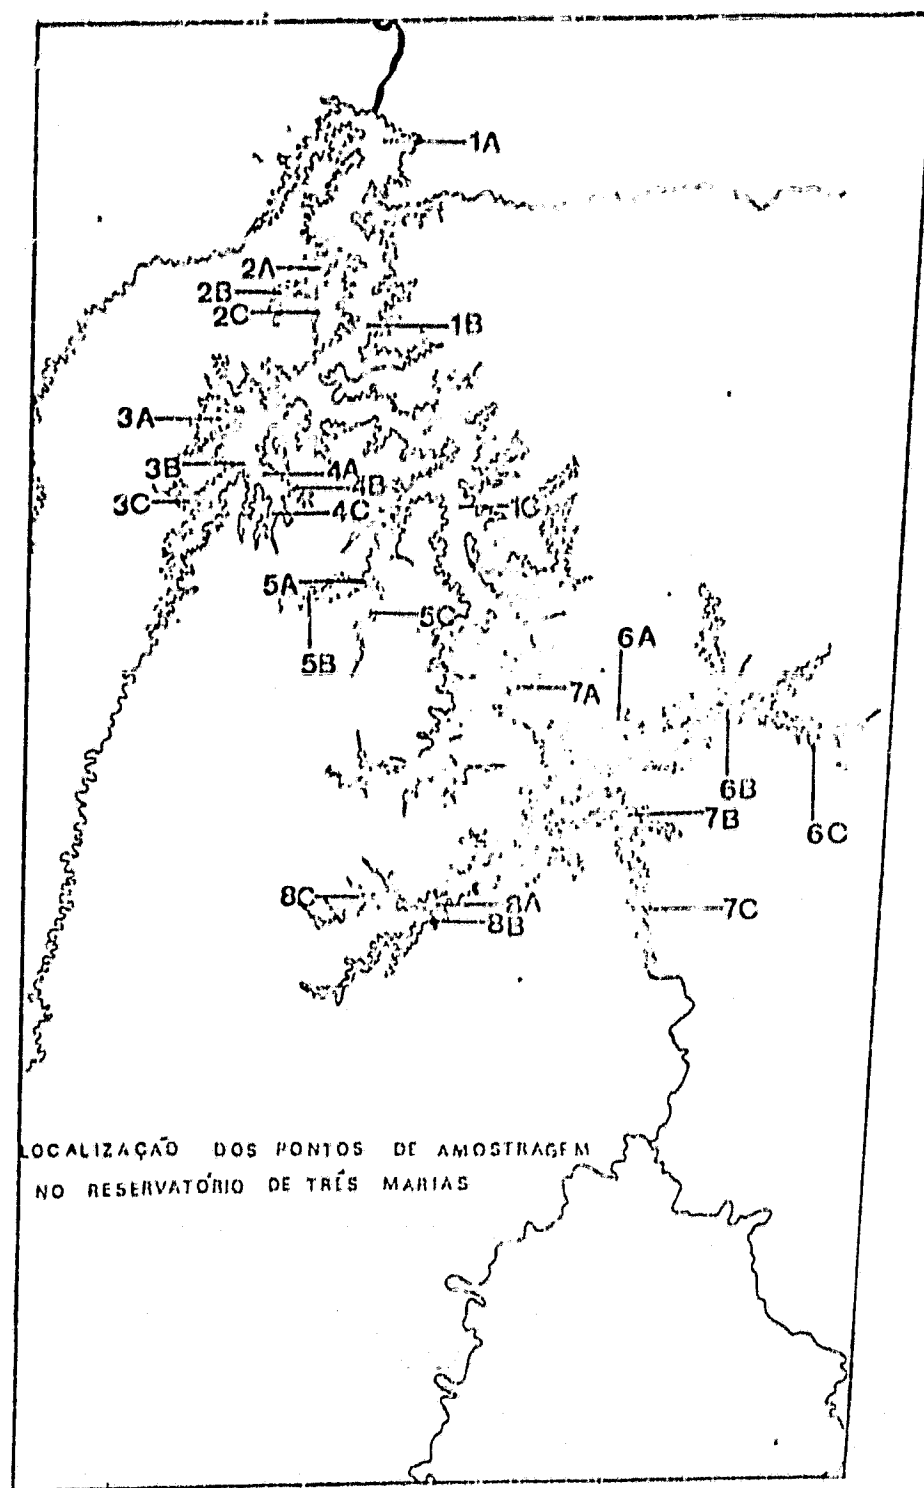 1A
2A
2B
2C
1B
3A
3B
4A
4B
3C
4C
1C
5A
5C
6A
5B
7A
6B
7B
6C
8C
8A
7C
8B
LOCALIZAÇÃO DOS PONTOS DE AMOSTRAGEM
NO RESERVATÓRIO DE TRÊS MARIAS